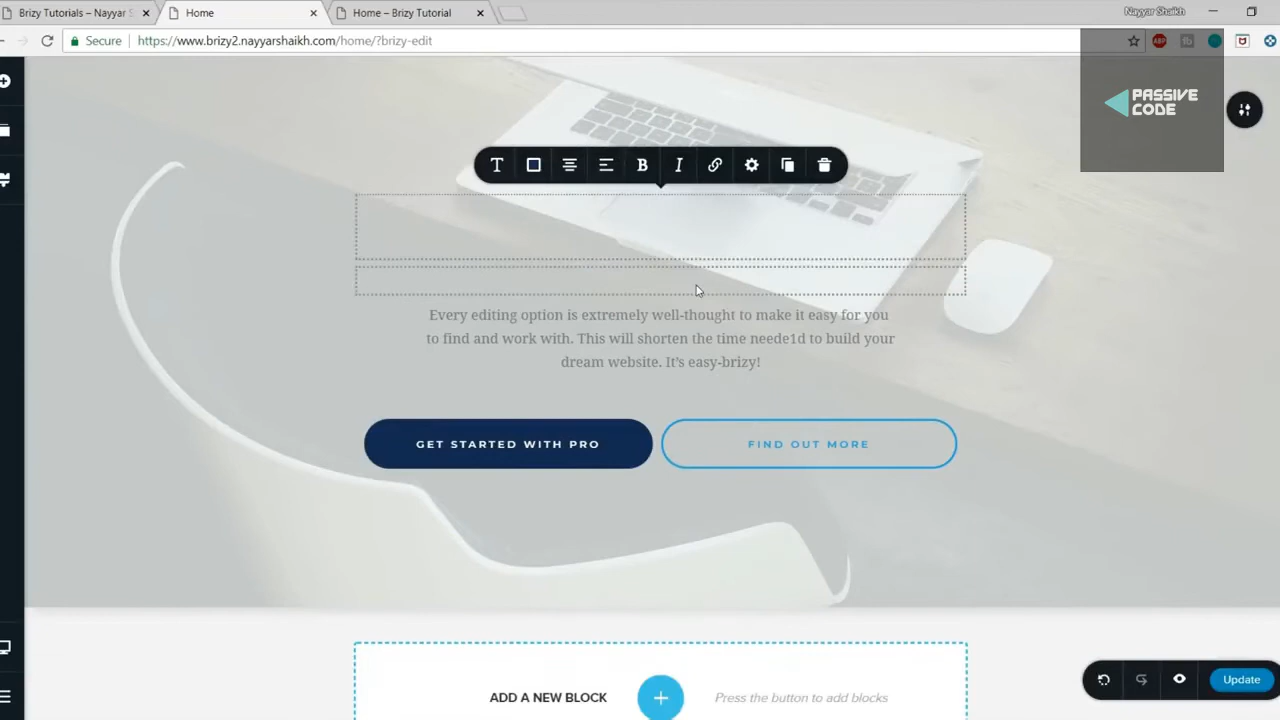 Brizy Tutorials – Nayyar S
Home
Home – Brizy Tutorial
Nayyar Shaikh
Secure
https://www.brizy2.nayyarshaikh.com/home/?brizy-edit
ABP
PASSIVE
CODE
T
B
I
Every editing option is extremely well-thought to make it easy for you
to find and work with. This will shorten the time neede1d to build your
dream website. It's easy-brizy!
GET STARTED WITH PRO
FIND OUT MORE
ADD A NEW BLOCK
Press the button to add blocks
Update